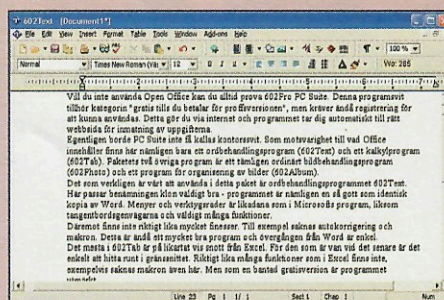 602Text - [Document1*]
File Edit View Insert Format Table Tools Window Add-ons Help
100 %
Normal Times New Roman (Va 12 B I U Wp: 205
Vill du inte använda Open Office kan du alltid prova 602Pro PC Suite. Denna programsvit
tillhör kategorin "gratis tills du betalar för proffsversionen", men kräver ändå registrering för
att kunna användas. Detta gör du via internet och programmet tar dig automatiskt till rätt
websida för inmatning av uppgifterna.
Egentligen borde PC Suite inte få kallas kontorssvit. Som motsvarighet till vad Office
innehåller finns här nämligen bara ett ordbehandlingsprogram (602Text) och ett kalkylprogram
(602Tab). Paketets två övriga program är ett tämligen ordinärt bildbehandlingsprogram
(602Photo) och ett program för organisering av bilder (602Album).
Det som verkligen är värt att använda i detta paket är ordbehandlingsprogrammet 602Text.
Här passar benämningen klon väldigt bra - programmet är nämligen en så gott som identisk
kopia av Word. Menyer och verktygsrader är likadana som i Microsofts program, liksom
tangentbordsgenvägarna och väldigt många funktioner.
Däremot finns inte riktigt lika mycket finesser. Till exempel saknas autokorrigering och
makron. Detta är ändå ett mycket bra program och övergången från Word är enkel.
Det mesta i 602Tab är på likartat vis snott från Excel. För den som är van vid det senare är det
enkelt att hitta runt i gränssnittet. Riktigt lika många funktioner som i Excel finns inte,
exempelvis saknas makron även här. Men som en bantad gratisversion är programmet
Line 23 Pg 1 1/ 1 Sect 1 Chap 1